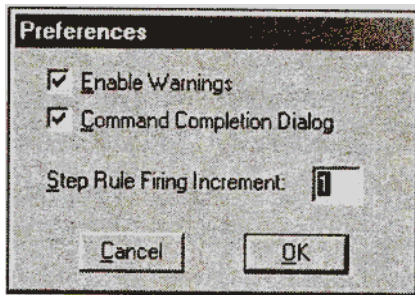 Preferences
Enable Warnings
Command Completion Dialog
Step Rule Firing Increment: 1
Cancel OK